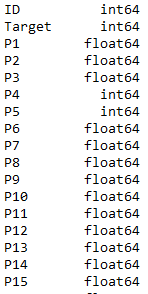 ID int64
Target int64
P1 float64
P2 float64
P3 float64
P4 int64
P5 int64
P6 float64
P7 float64
P8 float64
P9 float64
P10 float64
P11 float64
P12 float64
P13 float64
P14 float64
P15 float64